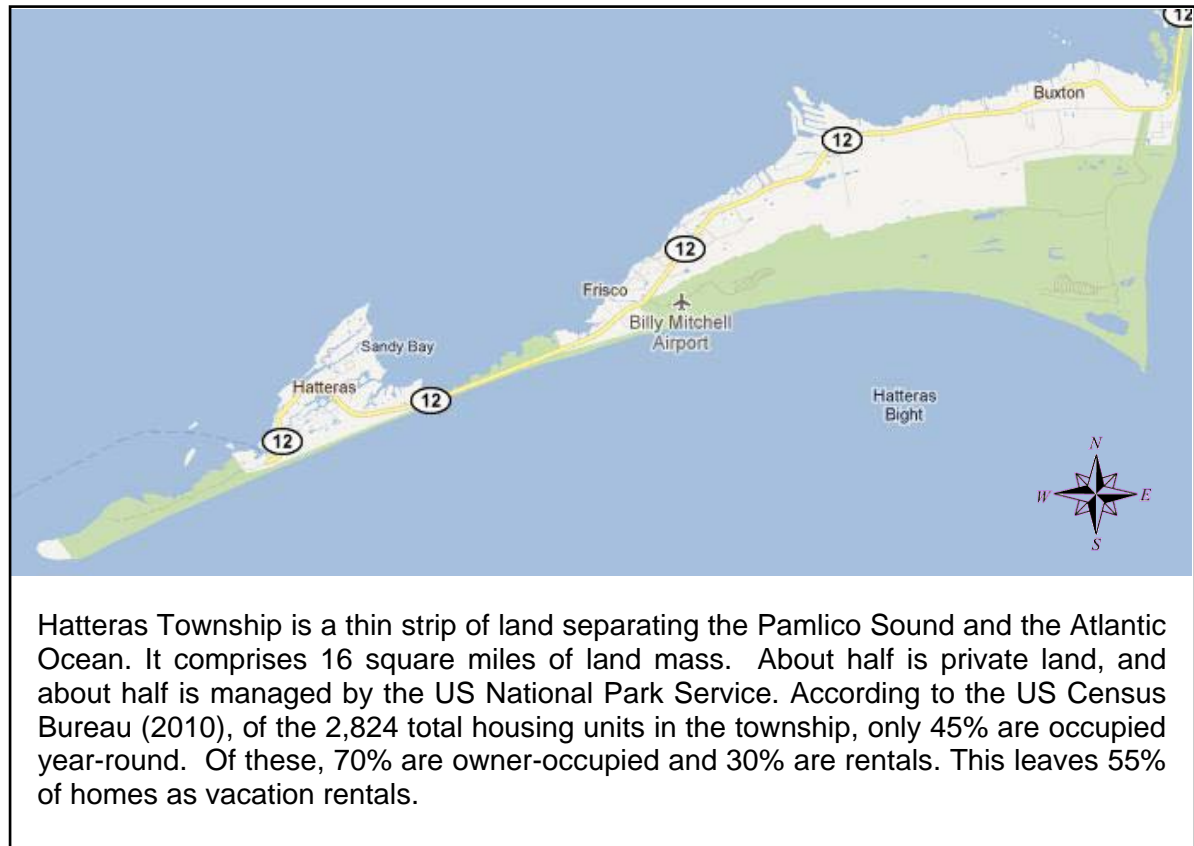 12
Buxton
12
12
Frisco
Billy Mitchell
Airport
Sandy Bay
Hatteras
12
Hatteras
Bight
12
N
W E
S
Hatteras Township is a thin strip of land separating the Pamlico Sound and the Atlantic
Ocean. It comprises 16 square miles of land mass. About half is private land, and
about half is managed by the US National Park Service. According to the US Census
Bureau (2010), of the 2,824 total housing units in the township, only 45% are occupied
year-round. Of these, 70% are owner-occupied and 30% are rentals. This leaves 55%
of homes as vacation rentals.